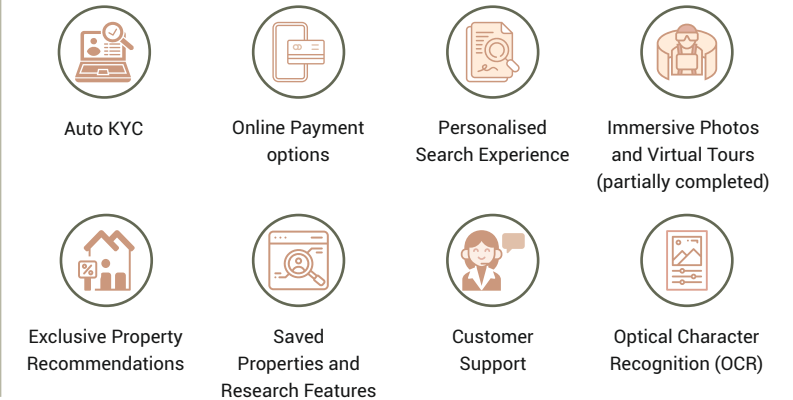 Auto KYC
Online Payment
options
Personalised
Search Experience
Immersive Photos
and Virtual Tours
(partially completed)
%
Exclusive Property
Recommendations
Saved
Properties and
Research Features
Customer
Support
Optical Character
Recognition (OCR)